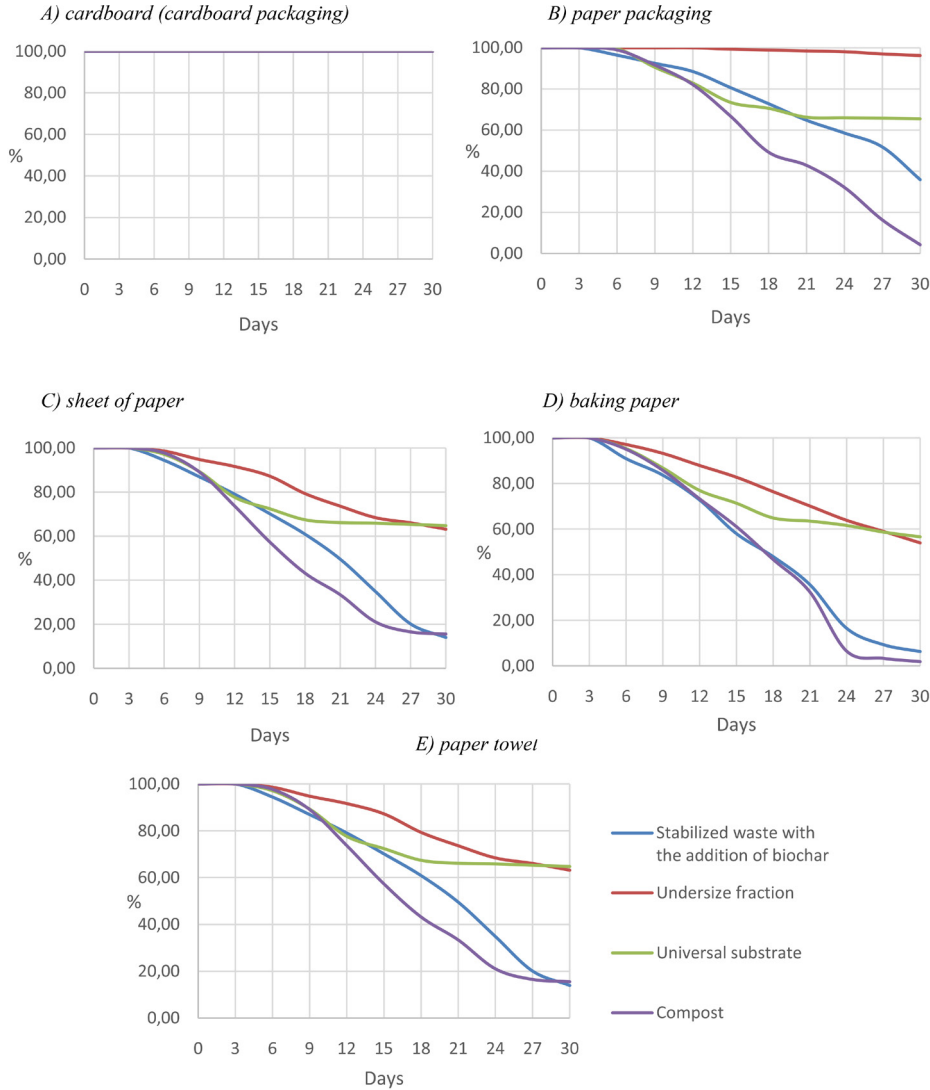 A) cardboard (cardboard packaging)
100,00
80,00
60,00
%
40,00
20,00
0,00
0 3 6 9 12 15 18 21 24 27 30
Days
B) paper packaging
100,00
80,00
60,00
%
40,00
20,00
0,00
0 3 6 9 12 15 18 21 24 27 30
Days
C) sheet of paper
100,00
80,00
60,00
%
40,00
20,00
0,00
0 3 6 9 12 15 18 21 24 27 30
Days
D) baking paper
100,00
80,00
60,00
%
40,00
20,00
0,00
0 3 6 9 12 15 18 21 24 27 30
Days
E) paper towel
100,00
80,00
60,00
%
40,00
20,00
0,00
0 3 6 9 12 15 18 21 24 27 30
Days
Stabilized waste with
the addition of biochar
Undersize fraction
Universal substrate
Compost